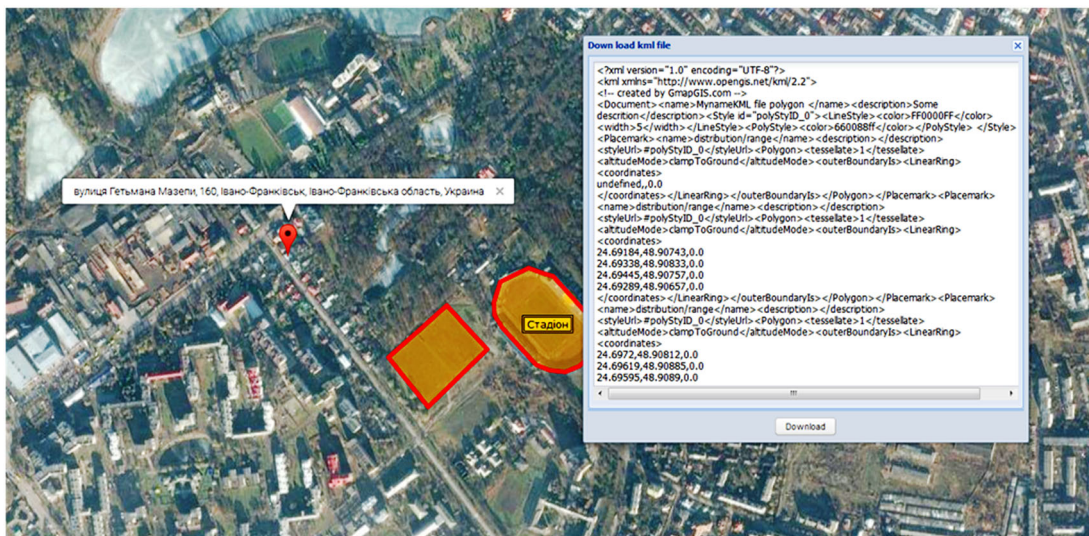 Down load kml file
<?xml version="1.0" encoding="UTF-8"?>
<kml xmlns="http://www.opengis.net/kml/2.2">
<!-- created by GmapGIS.com -->
<Document><name>MynameKML file polygon </name><description>Some
descrition</description><Style id="polyStyID_0"><LineStyle><color>FF0000FF</color>
<width>5</width></LineStyle><PolyStyle><color>660088ff</color></PolyStyle> </Style>
<Placemark><name>distribution/range</name><description></description>
<styleUrl>#polyStyID_0</styleUrl><Polygon><tessellate>1</tessellate>
<altitudeMode>clampToGround</altitudeMode><outerBoundaryIs><LinearRing>
<coordinates>
undefined,,0.0
</coordinates></LinearRing></outerBoundaryIs></Polygon></Placemark><Placemark>
<name>distribution/range</name><description></description>
<styleUrl>#polyStyID_0</styleUrl><Polygon><tessellate>1</tessellate>
<altitudeMode>clampToGround</altitudeMode><outerBoundaryIs><LinearRing>
<coordinates>
24.69184,48.90743,0.0
24.69338,48.90833,0.0
24.69445,48.90757,0.0
24.69289,48.90657,0.0
</coordinates></LinearRing></outerBoundaryIs></Polygon></Placemark><Placemark>
<name>distribution/range</name><description></description>
<styleUrl>#polyStyID_0</styleUrl><Polygon><tessellate>1</tessellate>
<altitudeMode>clampToGround</altitudeMode><outerBoundaryIs><LinearRing>
<coordinates>
24.6972,48.90812,0.0
24.69619,48.90885,0.0
24.69595,48.9089,0.0
Download
вулиця Гетьмана Мазепи, 160, Івано-Франківськ, Івано-Франківська область, Украина
Стадіон